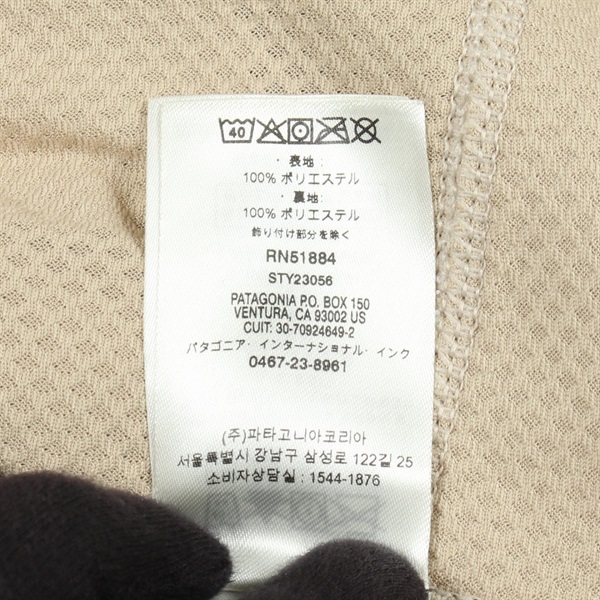 40
・表地:
100% ポリエステル
・裏地:
100% ポリエステル
飾り付け部分を除く
RN51884
STY23056
PATAGONIA P.O. BOX 150
VENTURA, CA 93002 US
CUIT: 30-70924649-2
パタゴニア・インターナショナル・インク
0467-23-8961
(주)파타고니아코리아
서울특별시 강남구 삼성로 122길 25
소비자상담실 : 1544-1876